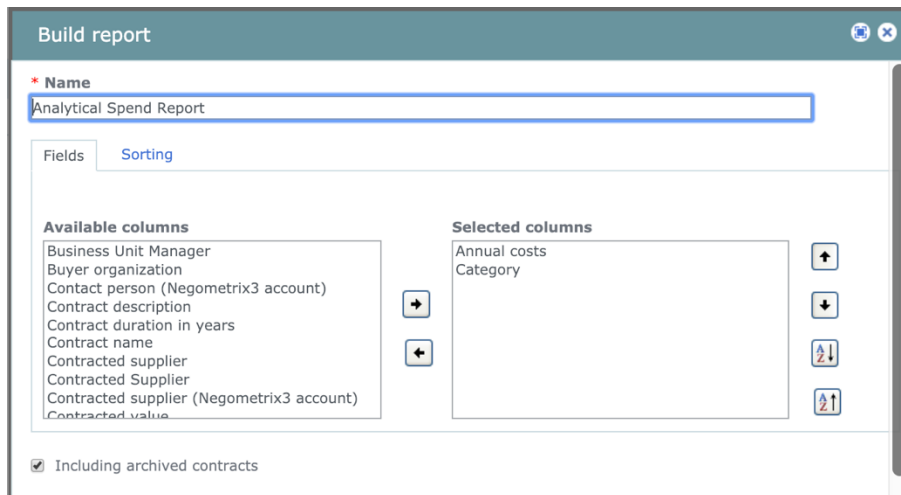 Build report
* Name
Analytical Spend Report
Fields Sorting
Available columns
Business Unit Manager
Buyer organization
Contact person (Negometrix3 account)
Contract description
Contract duration in years
Contract name
Contracted supplier
Contracted Supplier
Contracted supplier (Negometrix3 account)
Contracted value
Selected columns
Annual costs
Category
A
Z
A
Z
Including archived contracts